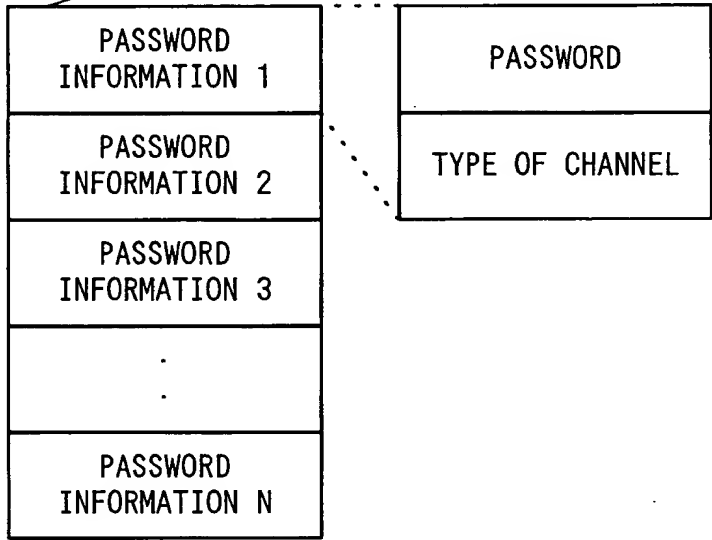 PASSWORD
INFORMATION 1
PASSWORD
INFORMATION 2
PASSWORD
INFORMATION 3
PASSWORD
INFORMATION N
PASSWORD
TYPE OF CHANNEL